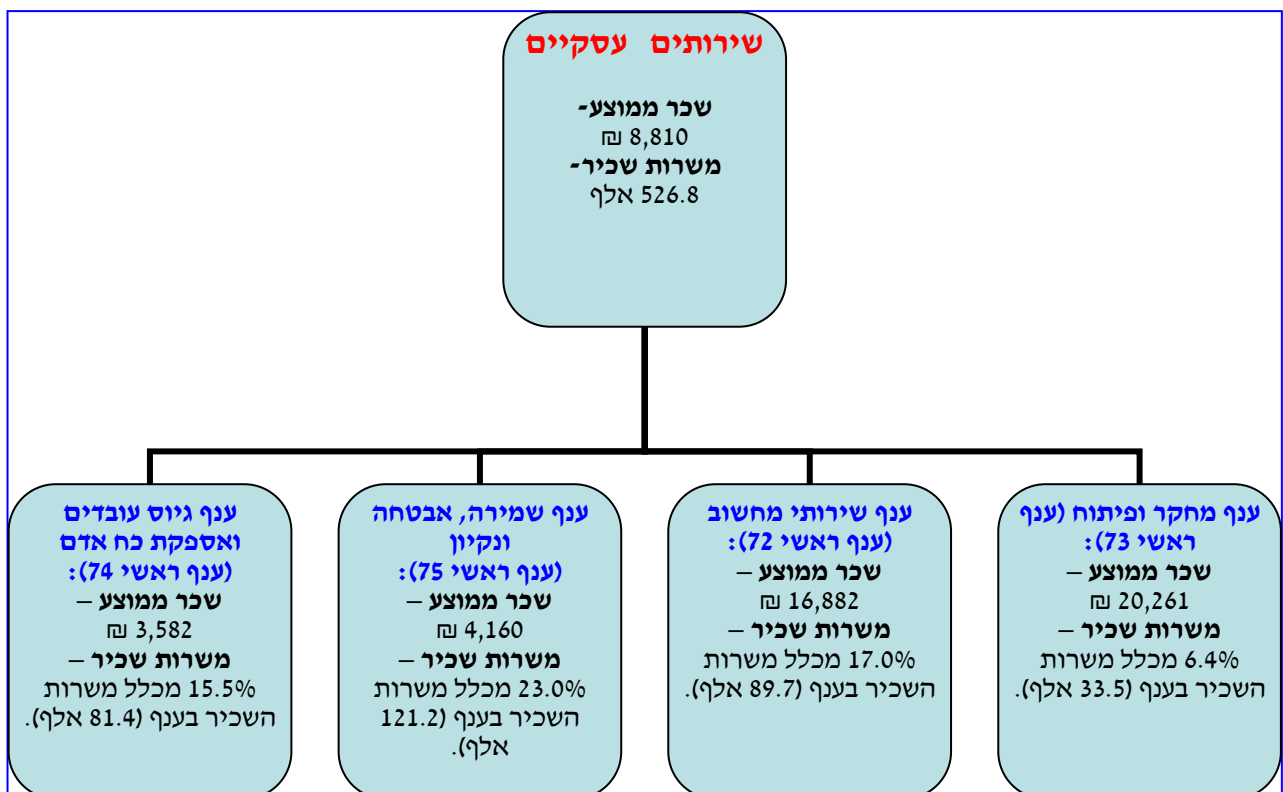 שירותים עסקיים
שכר ממוצע-
8,810 ₪
משרות שכיר-
526.8 אלף
ענף מחקר ופיתוח (ענף
ראשי 73):
שכר ממוצע –
20,261 ₪
משרות שכיר –
6.4% מכלל משרות
השכיר בענף (33.5 אלף).
ענף שירותי מחשוב
(ענף ראשי 72):
שכר ממוצע –
16,882 ₪
משרות שכיר –
17.0% מכלל משרות
השכיר בענף (89.7 אלף).
ענף שמירה, אבטחה
ונקיון
(ענף ראשי 75):
שכר ממוצע –
4,160 ₪
משרות שכיר –
23.0% מכלל משרות
השכיר בענף (121.2
אלף).
ענף גיוס עובדים
ואספקת כח אדם
(ענף ראשי 74):
שכר ממוצע –
3,582 ₪
משרות שכיר –
15.5% מכלל משרות
השכיר בענף (81.4 אלף).